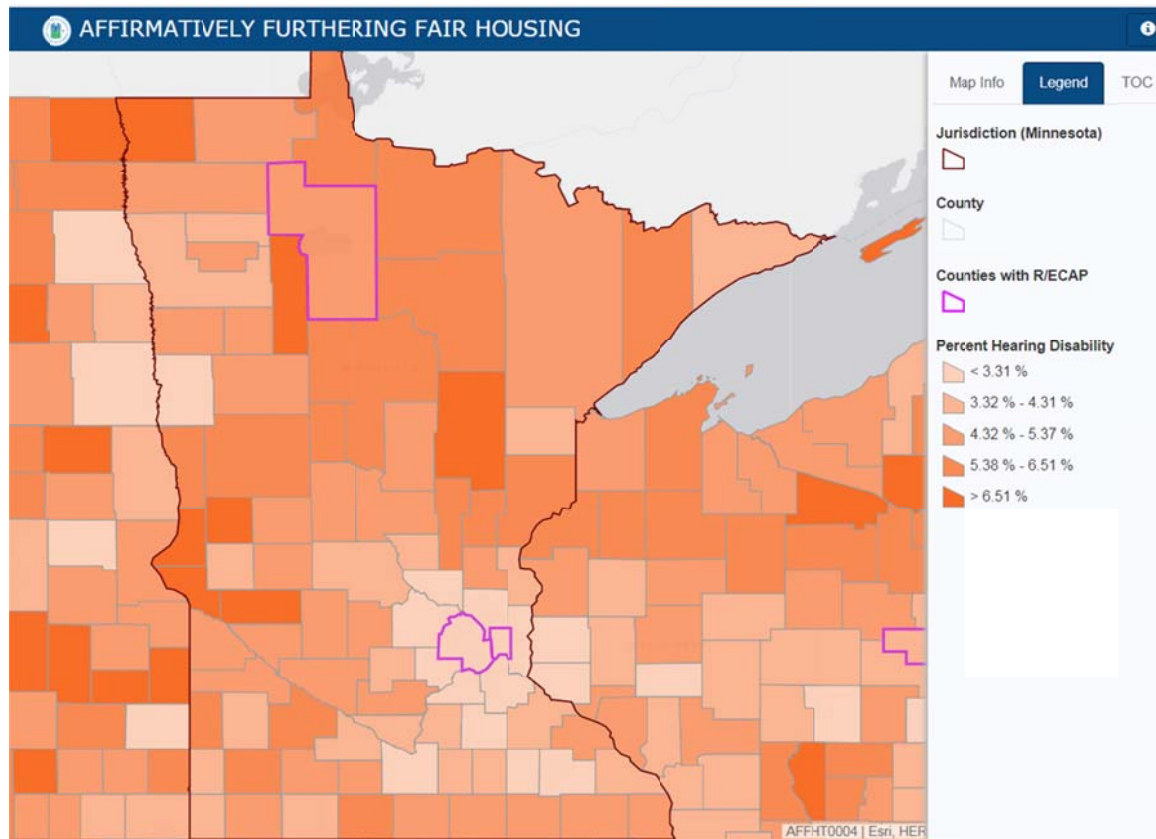 AFFIRMATIVELY FURTHERING FAIR HOUSING
Map Info Legend TOC
Jurisdiction (Minnesota)
County
Counties with R/ECAP
Percent Hearing Disability
< 3.31 %
3.32 % - 4.31 %
4.32 % - 5.37 %
5.38 % - 6.51 %
> 6.51 %
AFFHT0004 | Esri, HER